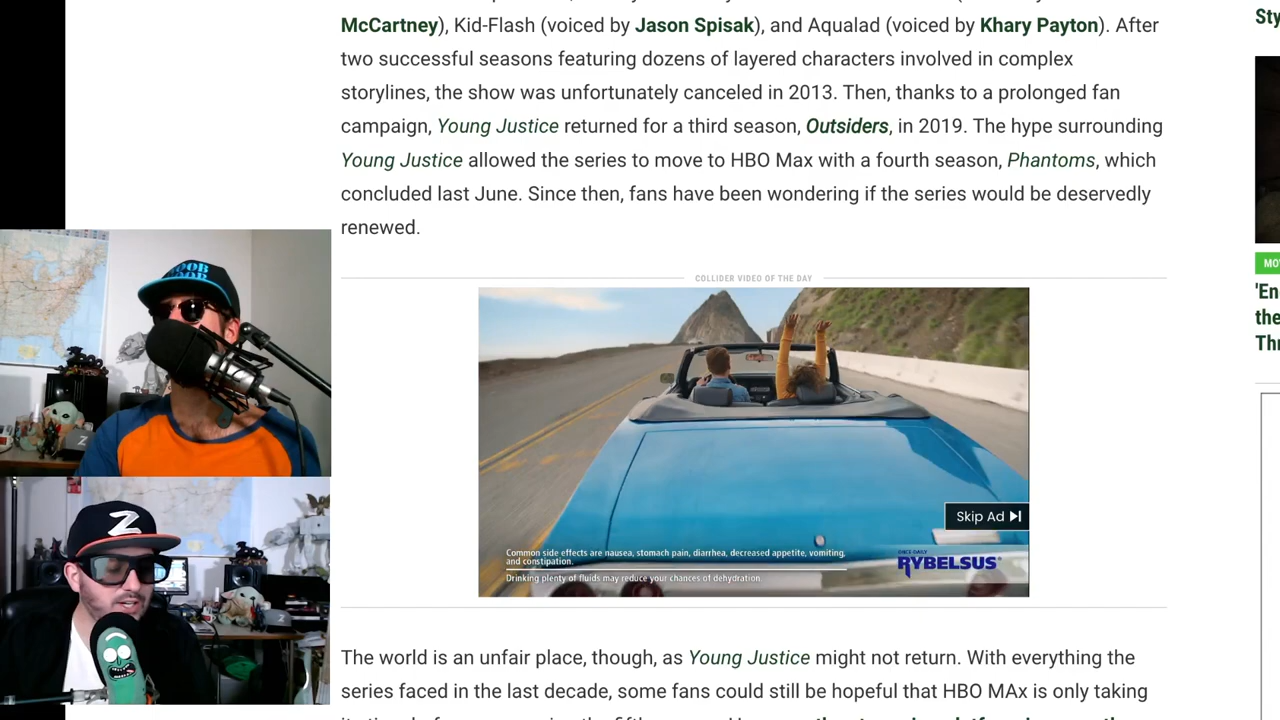 McCartney), Kid-Flash (voiced by Jason Spisak), and Aqualad (voiced by Khary Payton). After
two successful seasons featuring dozens of layered characters involved in complex
storylines, the show was unfortunately canceled in 2013. Then, thanks to a prolonged fan
campaign, Young Justice returned for a third season, Outsiders, in 2019. The hype surrounding
Young Justice allowed the series to move to HBO Max with a fourth season, Phantoms, which
concluded last June. Since then, fans have been wondering if the series would be deservedly
renewed.
COLLIDER VIDEO OF THE DAY
Skip Ad
Common side effects are nausea, stomach pain, diarrhea, decreased appetite, vomiting,
and constipation.
Drinking plenty of fluids may reduce your chances of dehydration
ONCE-DAILY
RYBELSUS®
The world is an unfair place, though, as Young Justice might not return. With everything the
series faced in the last decade, some fans could still be hopeful that HBO MAx is only taking
Sty
MO
'En
the
Thr
Z
Z